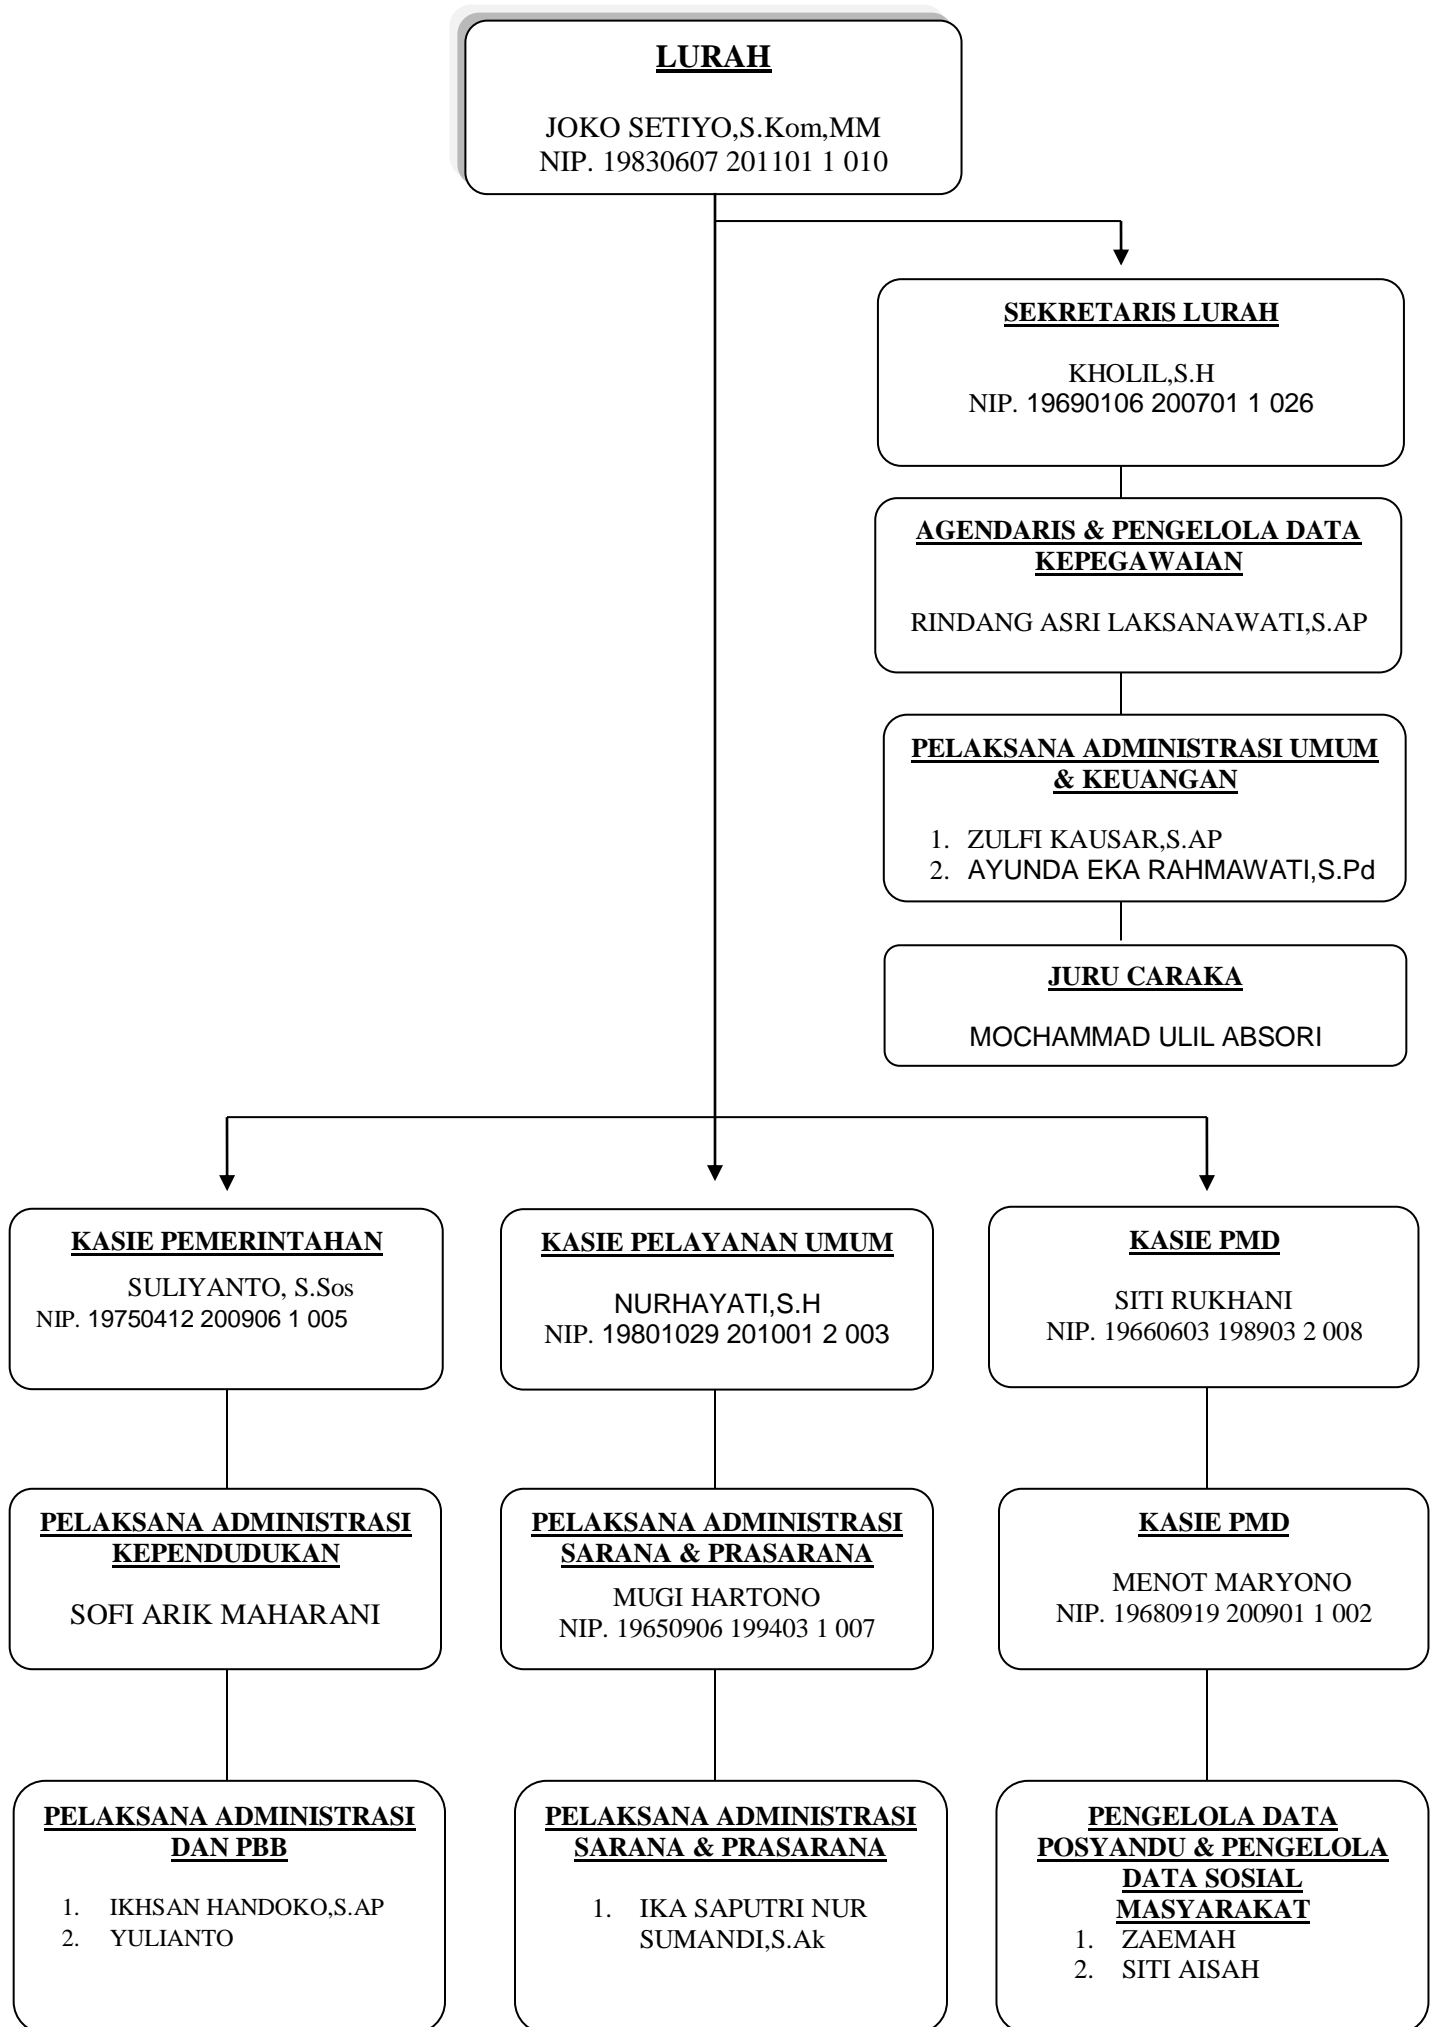 LURAH
JOKO SETIYO,S.Kom,MM
NIP. 19830607 201101 1 010
SEKRETARIS LURAH
KHOLIL,S.H
NIP. 19690106 200701 1 026
AGENDARIS & PENGELOLA DATA
KEPEGAWAIAN
RINDANG ASRI LAKSANAWATI,S.AP
PELAKSANA ADMINISTRASI UMUM
& KEUANGAN
1. ZULFI KAUSAR,S.AP
2. AYUNDA EKA RAHMAWATI,S.Pd
JURU CARAKA
MOCHAMMAD ULIL ABSORI
KASIE PEMERINTAHAN
SULIYANTO, S.Sos
NIP. 19750412 200906 1 005
KASIE PELAYANAN UMUM
NURHAYATI,S.H
NIP. 19801029 201001 2 003
KASIE PMD
SITI RUKHANI
NIP. 19660603 198903 2 008
PELAKSANA ADMINISTRASI
KEPENDUDUKAN
SOFI ARIK MAHARANI
PELAKSANA ADMINISTRASI
SARANA & PRASARANA
MUGI HARTONO
NIP. 19650906 199403 1 007
KASIE PMD
MENOT MARYONO
NIP. 19680919 200901 1 002
PELAKSANA ADMINISTRASI
DAN PBB
1. IKHSAN HANDOKO,S.AP
2. YULIANTO
PELAKSANA ADMINISTRASI
SARANA & PRASARANA
1. IKA SAPUTRI NUR
SUMANDI,S.Ak
PENGELOLA DATA
POSYANDU & PENGELOLA
DATA SOSIAL
MASYARAKAT
1. ZAEMAH
2. SITI AISAH